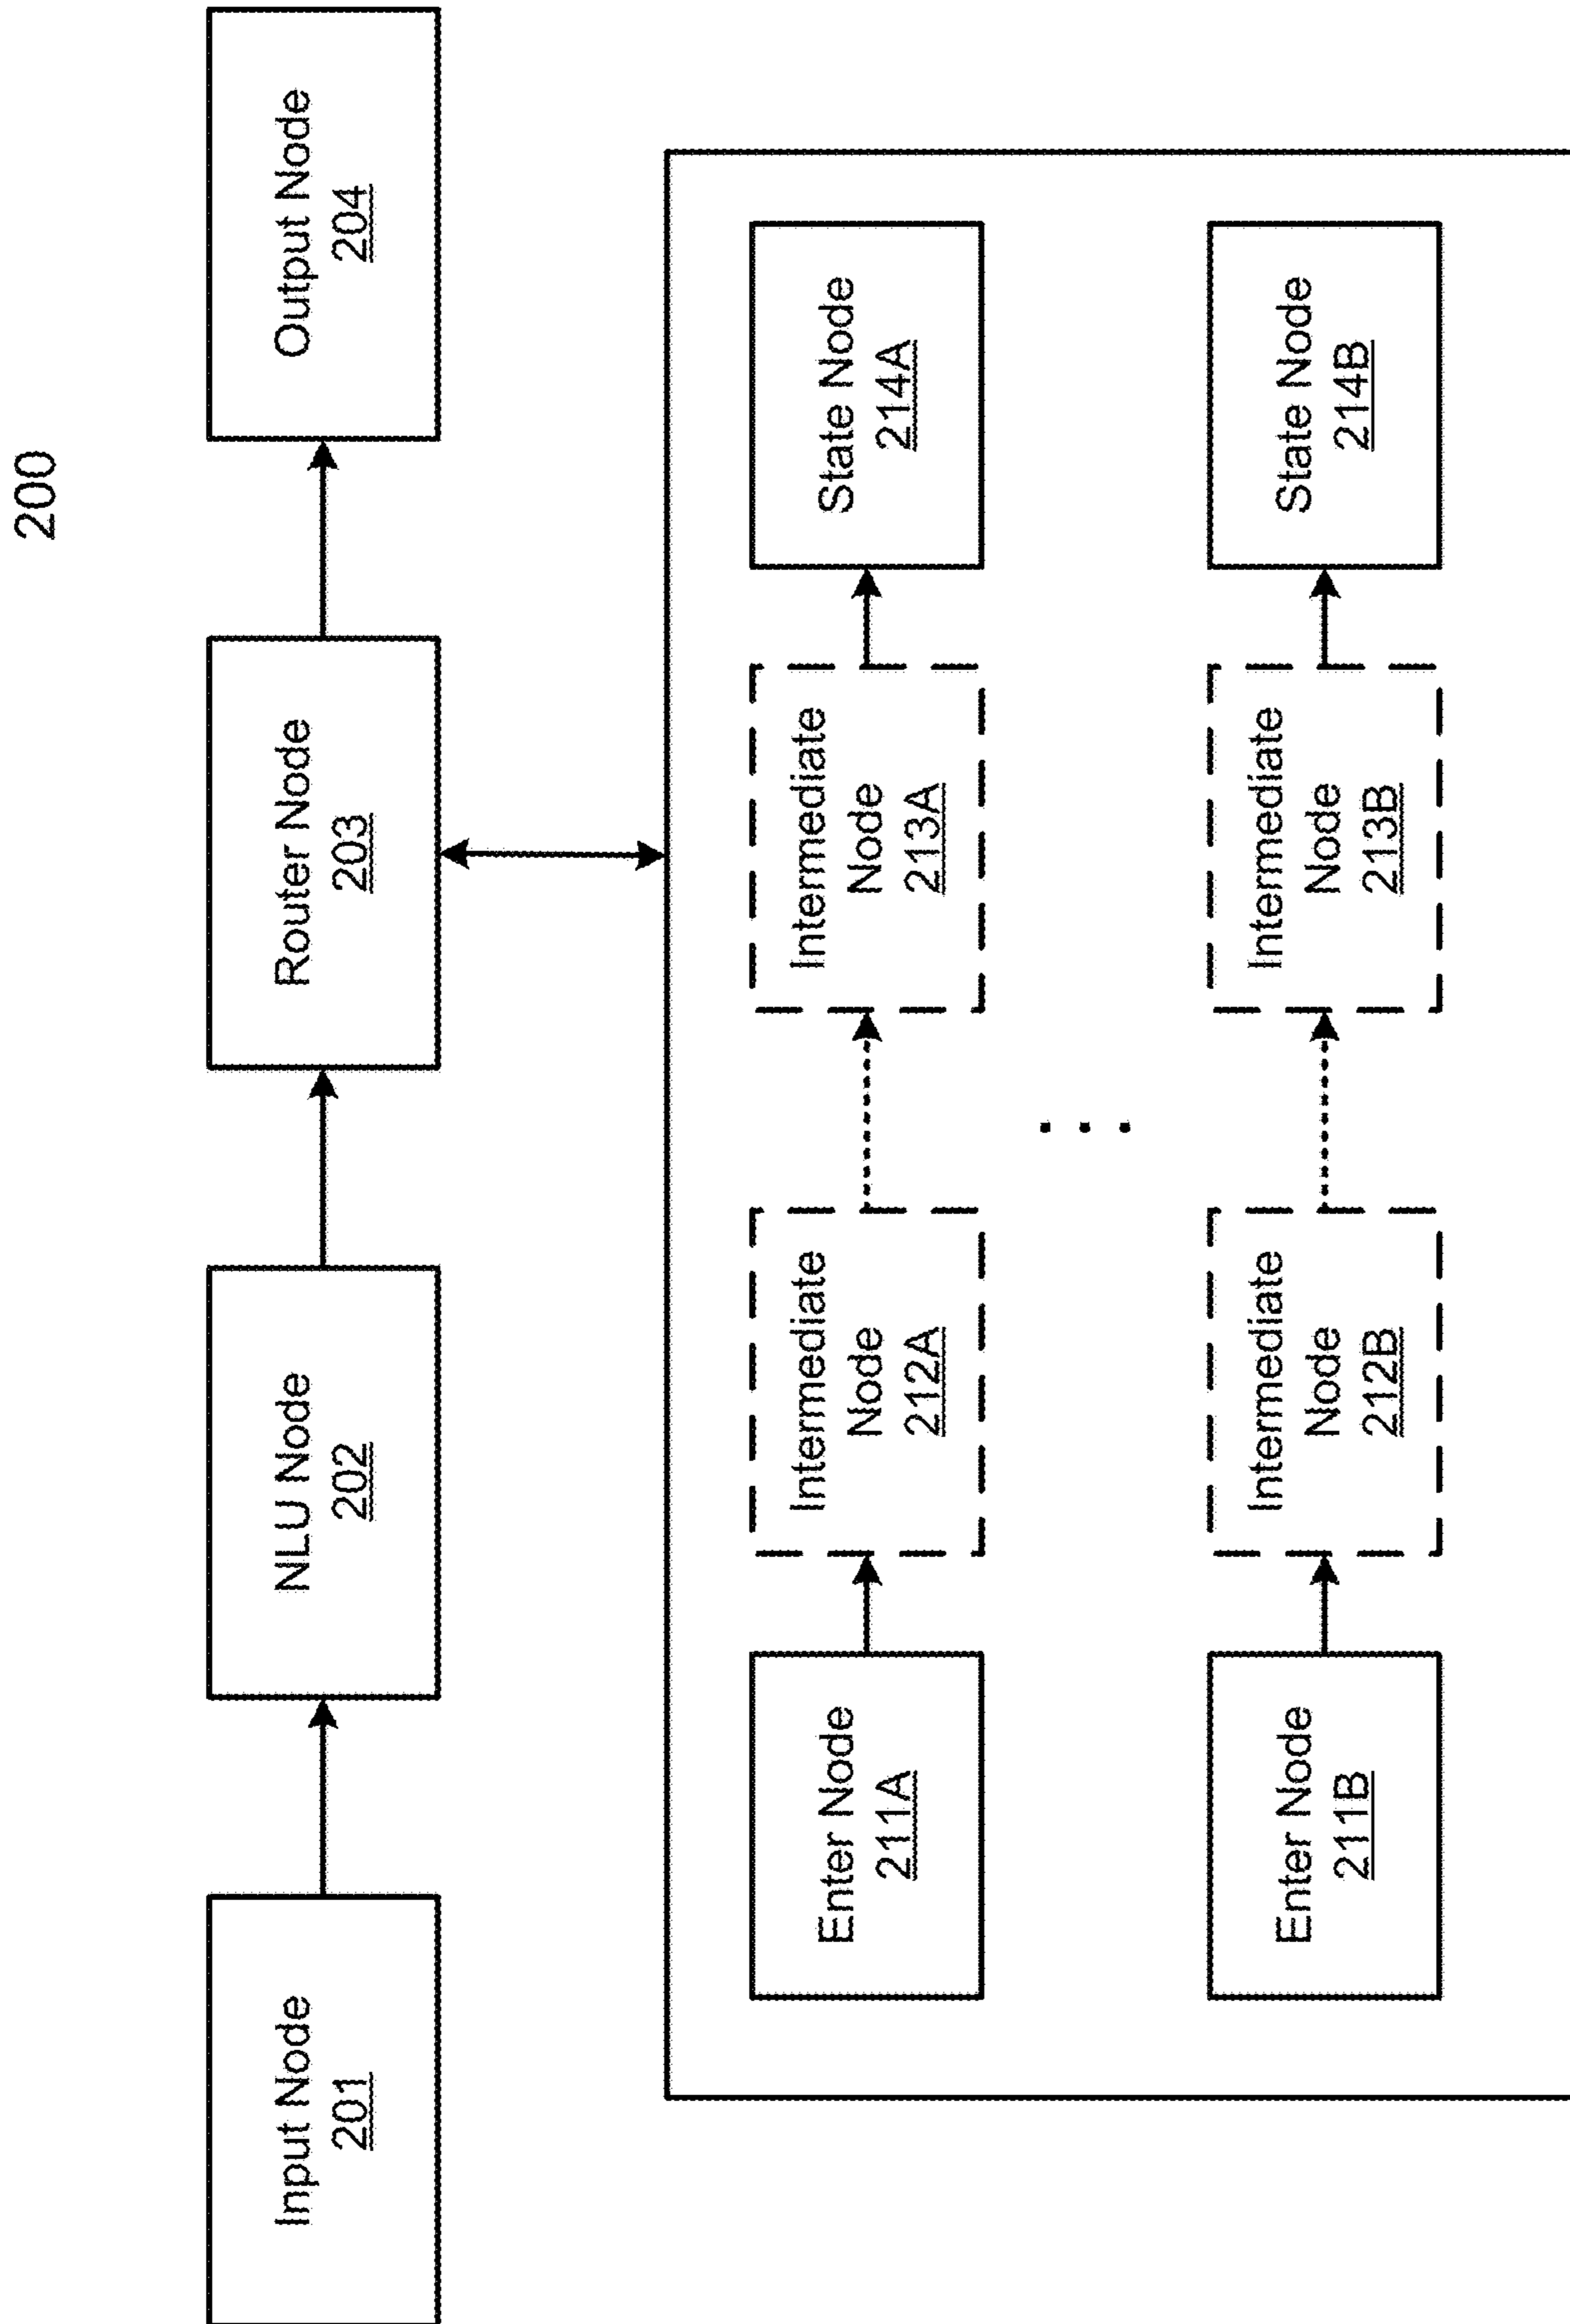 200
Input Node
201
NLU Node
202
Router Node
203
Output Node
204
Enter Node
211A
Intermediate
Node
212A
Intermediate
Node
213A
State Node
214A
. . .
Enter Node
211B
Intermediate
Node
212B
Intermediate
Node
213B
State Node
214B